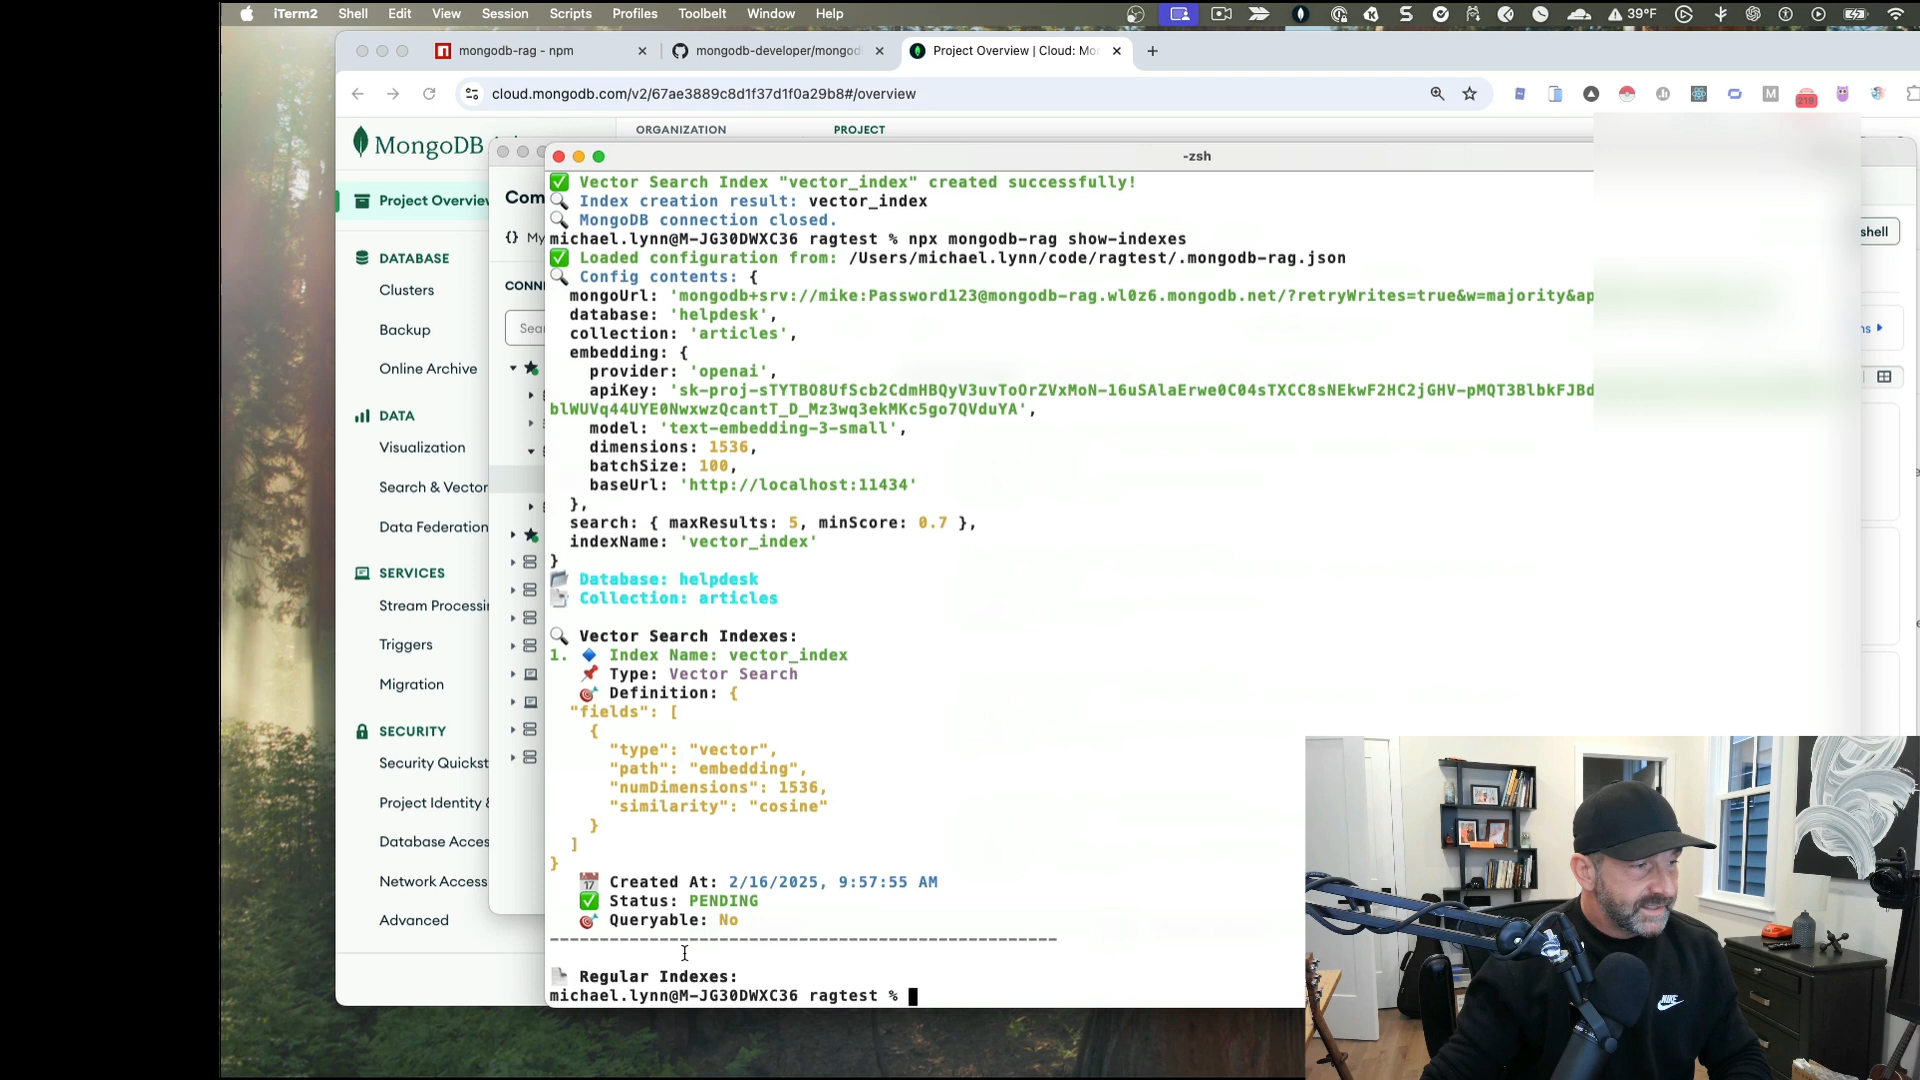 iTerm2 Shell Edit View Session Scripts Profiles Toolbelt Window Help 39°F
mongodb-rag - npm mongodb-developer/mongod Project Overview | Cloud: Mo
cloud.mongodb.com/v2/67ae3889c8d1f37d1f0a29b8#/overview
219
MongoDB
ORGANIZATION PROJECT
Project Overview
DATABASE
Clusters
Backup
Online Archive
DATA
Visualization
Search & Vector
Data Federation
SERVICES
Stream Processi
Triggers
Migration
SECURITY
Security Quickst
Project Identity &
Database Acces
Network Access
Advanced
Com
{} My
CONN
Sea
shell
ns
-zsh
Vector Search Index "vector_index" created successfully!
Index creation result: vector_index
MongoDB connection closed.
michael.lynn@M-JG30DWXC36 ragtest % npx mongodb-rag show-indexes
Loaded configuration from: /Users/michael.lynn/code/ragtest/.mongodb-rag.json
Config contents: {
mongoUrl: 'mongodb+srv://mike:Password123@mongodb-rag.wl0z6.mongodb.net/?retryWrites=true&w=majority&ap
database: 'helpdesk',
collection: 'articles',
embedding: {
provider: 'openai',
apiKey: 'sk-proj-sTYTBO8UfScb2CdmHBQyV3uvToOrZVxMoN-16uSAlaErwe0C04sTXCC8sNEkwF2HC2jGHV-pMQT3BlbkFJBd
blWUVq44UYE0NwxwzQcantT_D_Mz3wq3ekMKc5go7QVduYA',
model: 'text-embedding-3-small',
dimensions: 1536,
batchSize: 100,
baseUrl: 'http://localhost:11434'
},
search: { maxResults: 5, minScore: 0.7 },
indexName: 'vector_index'
}
Database: helpdesk
Collection: articles
Vector Search Indexes:
1. Index Name: vector_index
Type: Vector Search
Definition: {
"fields": [
{
"type": "vector",
"path": "embedding",
"numDimensions": 1536,
"similarity": "cosine"
}
]
}
Created At: 2/16/2025, 9:57:55 AM
Status: PENDING
Queryable: No
---------------------------------------------------
Regular Indexes:
michael.lynn@M-JG30DWXC36 ragtest %
NIKE